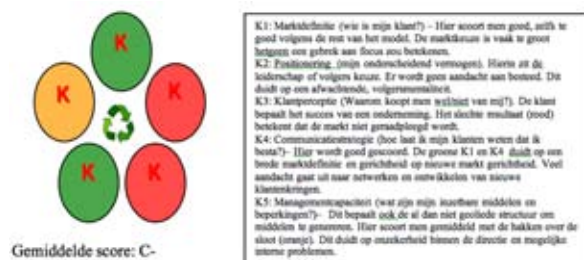 K
K
K
K
K
Gemiddelde score: C-
K1: Marktdefinitie (wie is mijn klant?) – Hier scoort men goed, zelfs te
goed volgens de rest van het model. De marktkeuze is vaak te groot
hetgeen een gebrek aan focus zou betekenen.
K2: Positionering (mijn onderscheidend vermogen). Hierin zit de
leiderschap of volgers keuze. Er wordt geen aandacht aan besteed. Dit
duidt op een afwachtende, volgersmentaliteit.
K3: Klantperceptie (Waarom koopt men wel/niet van mij?). De klant
bepaalt het succes van een onderneming. Het slechte resultaat (rood)
betekent dat de markt niet geraadpleegd wordt.
K4: Communicatiestrategie (hoe laat ik mijn klanten weten dat ik
besta?)– Hier wordt goed gescoord. De groene K1 en K4 duidt op een
brede marktdefinitie en gerichtheid op nieuwe markt gerichtheid. Veel
aandacht gaat uit naar netwerken en ontwikkelen van nieuwe
klantenkringen.
K5: Managementcapaciteit (wat zijn mijn inzetbare middelen en
beperkingen?)– Dit bepaalt ook de al dan niet geoliede structuur om
middelen te genereren. Hier scoort men gemiddeld met de hakken over de
sloot (oranje). Dit duidt op onzekerheid binnen de directie en mogelijke
interne problemen.